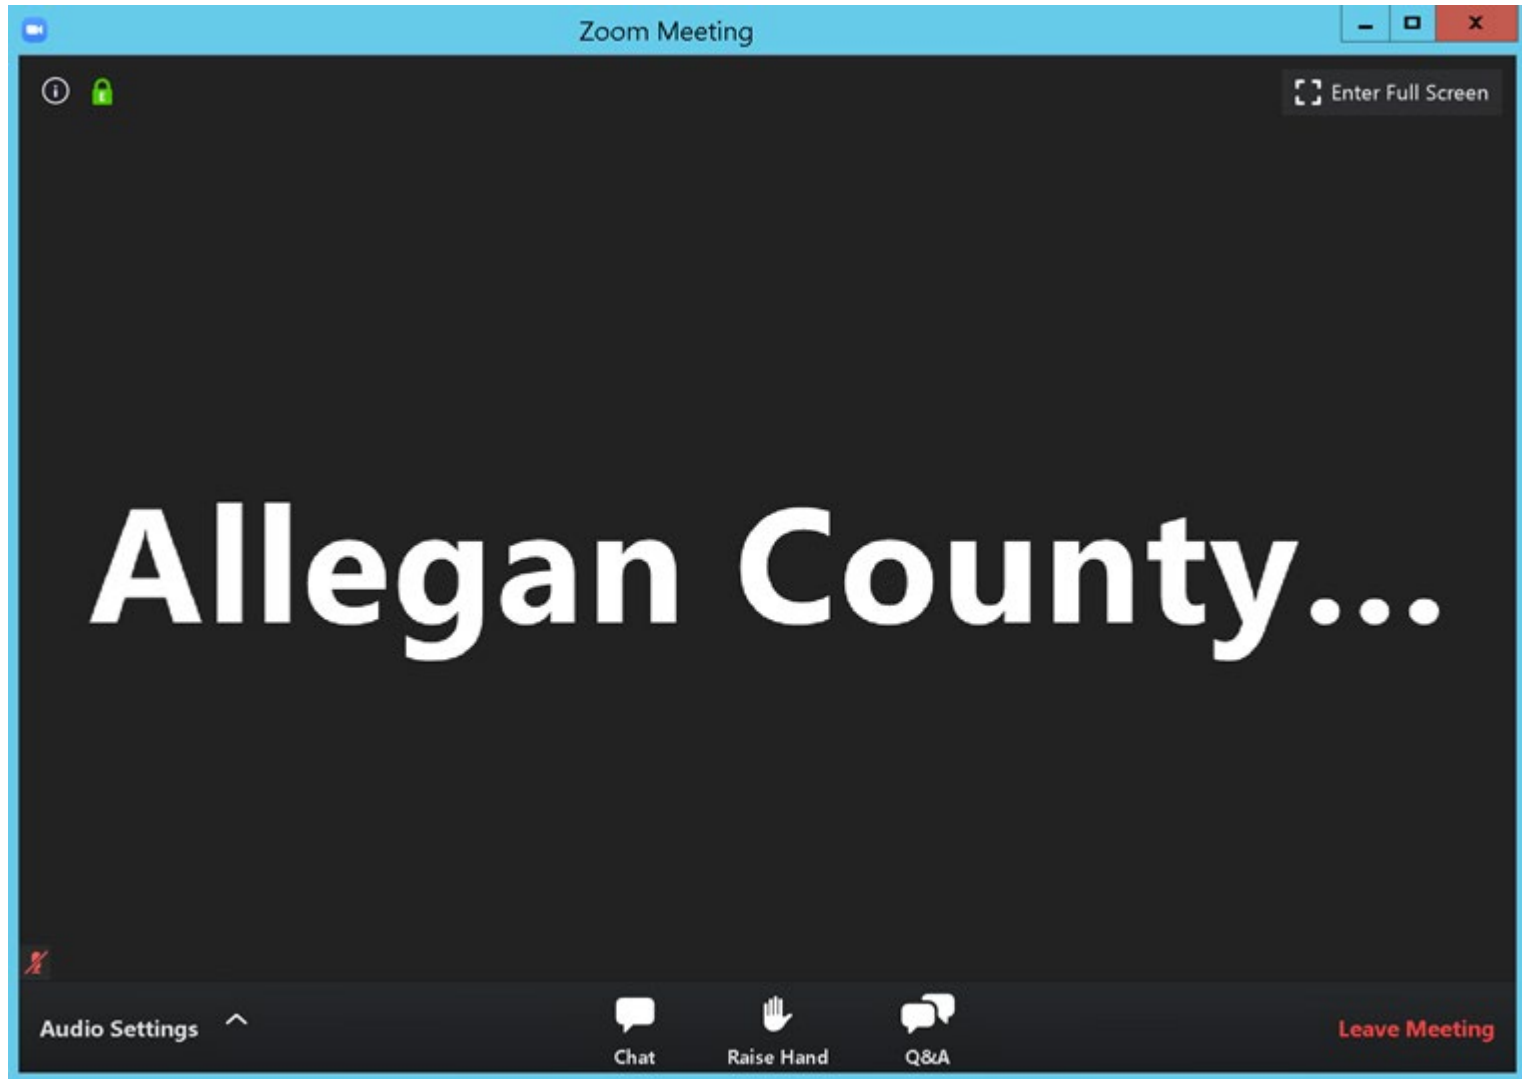 Zoom Meeting
Enter Full Screen
Allegan County...
Audio Settings
Chat
Raise Hand
Q&A
Leave Meeting